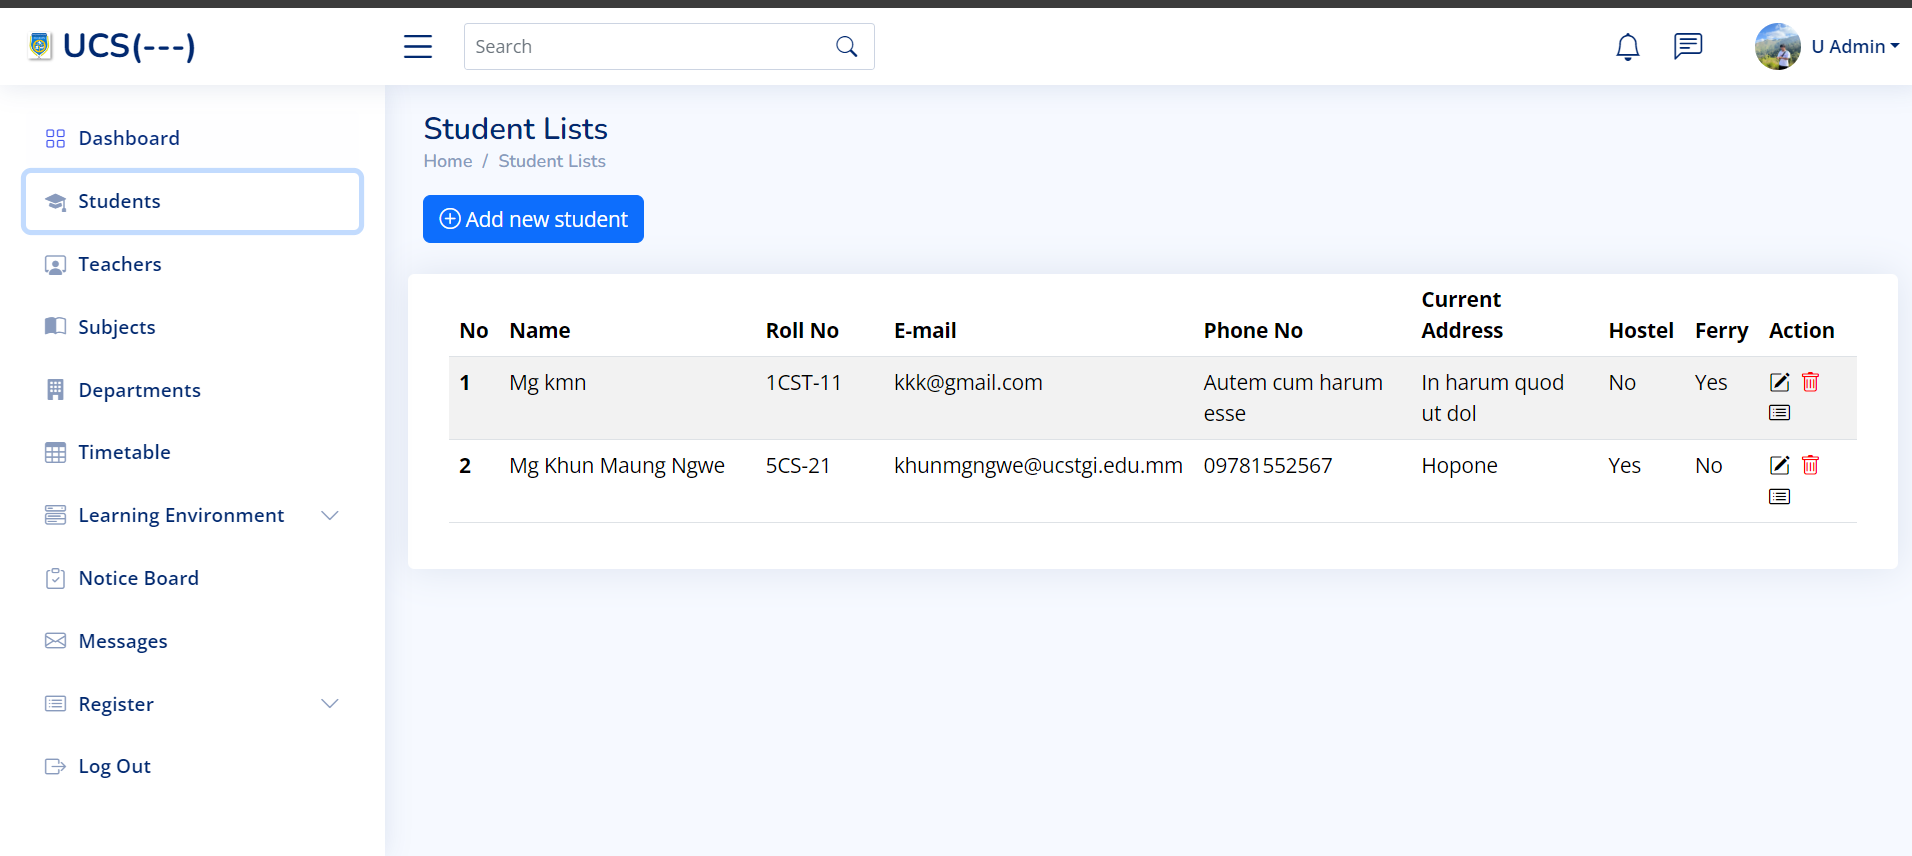 UCS(---)
Search
U Admin
Dashboard
Students
Teachers
Subjects
Departments
Timetable
Learning Environment
Notice Board
Messages
Register
Log Out
Student Lists
Home / Student Lists
Add new student
No Name Roll No E-mail Phone No Current Address Hostel Ferry Action
1 Mg kmn 1CST-11 kkk@gmail.com Autem cum harum esse In harum quod ut dol No Yes
2 Mg Khun Maung Ngwe 5CS-21 khunmgngwe@ucstgi.edu.mm 09781552567 Hopone Yes No